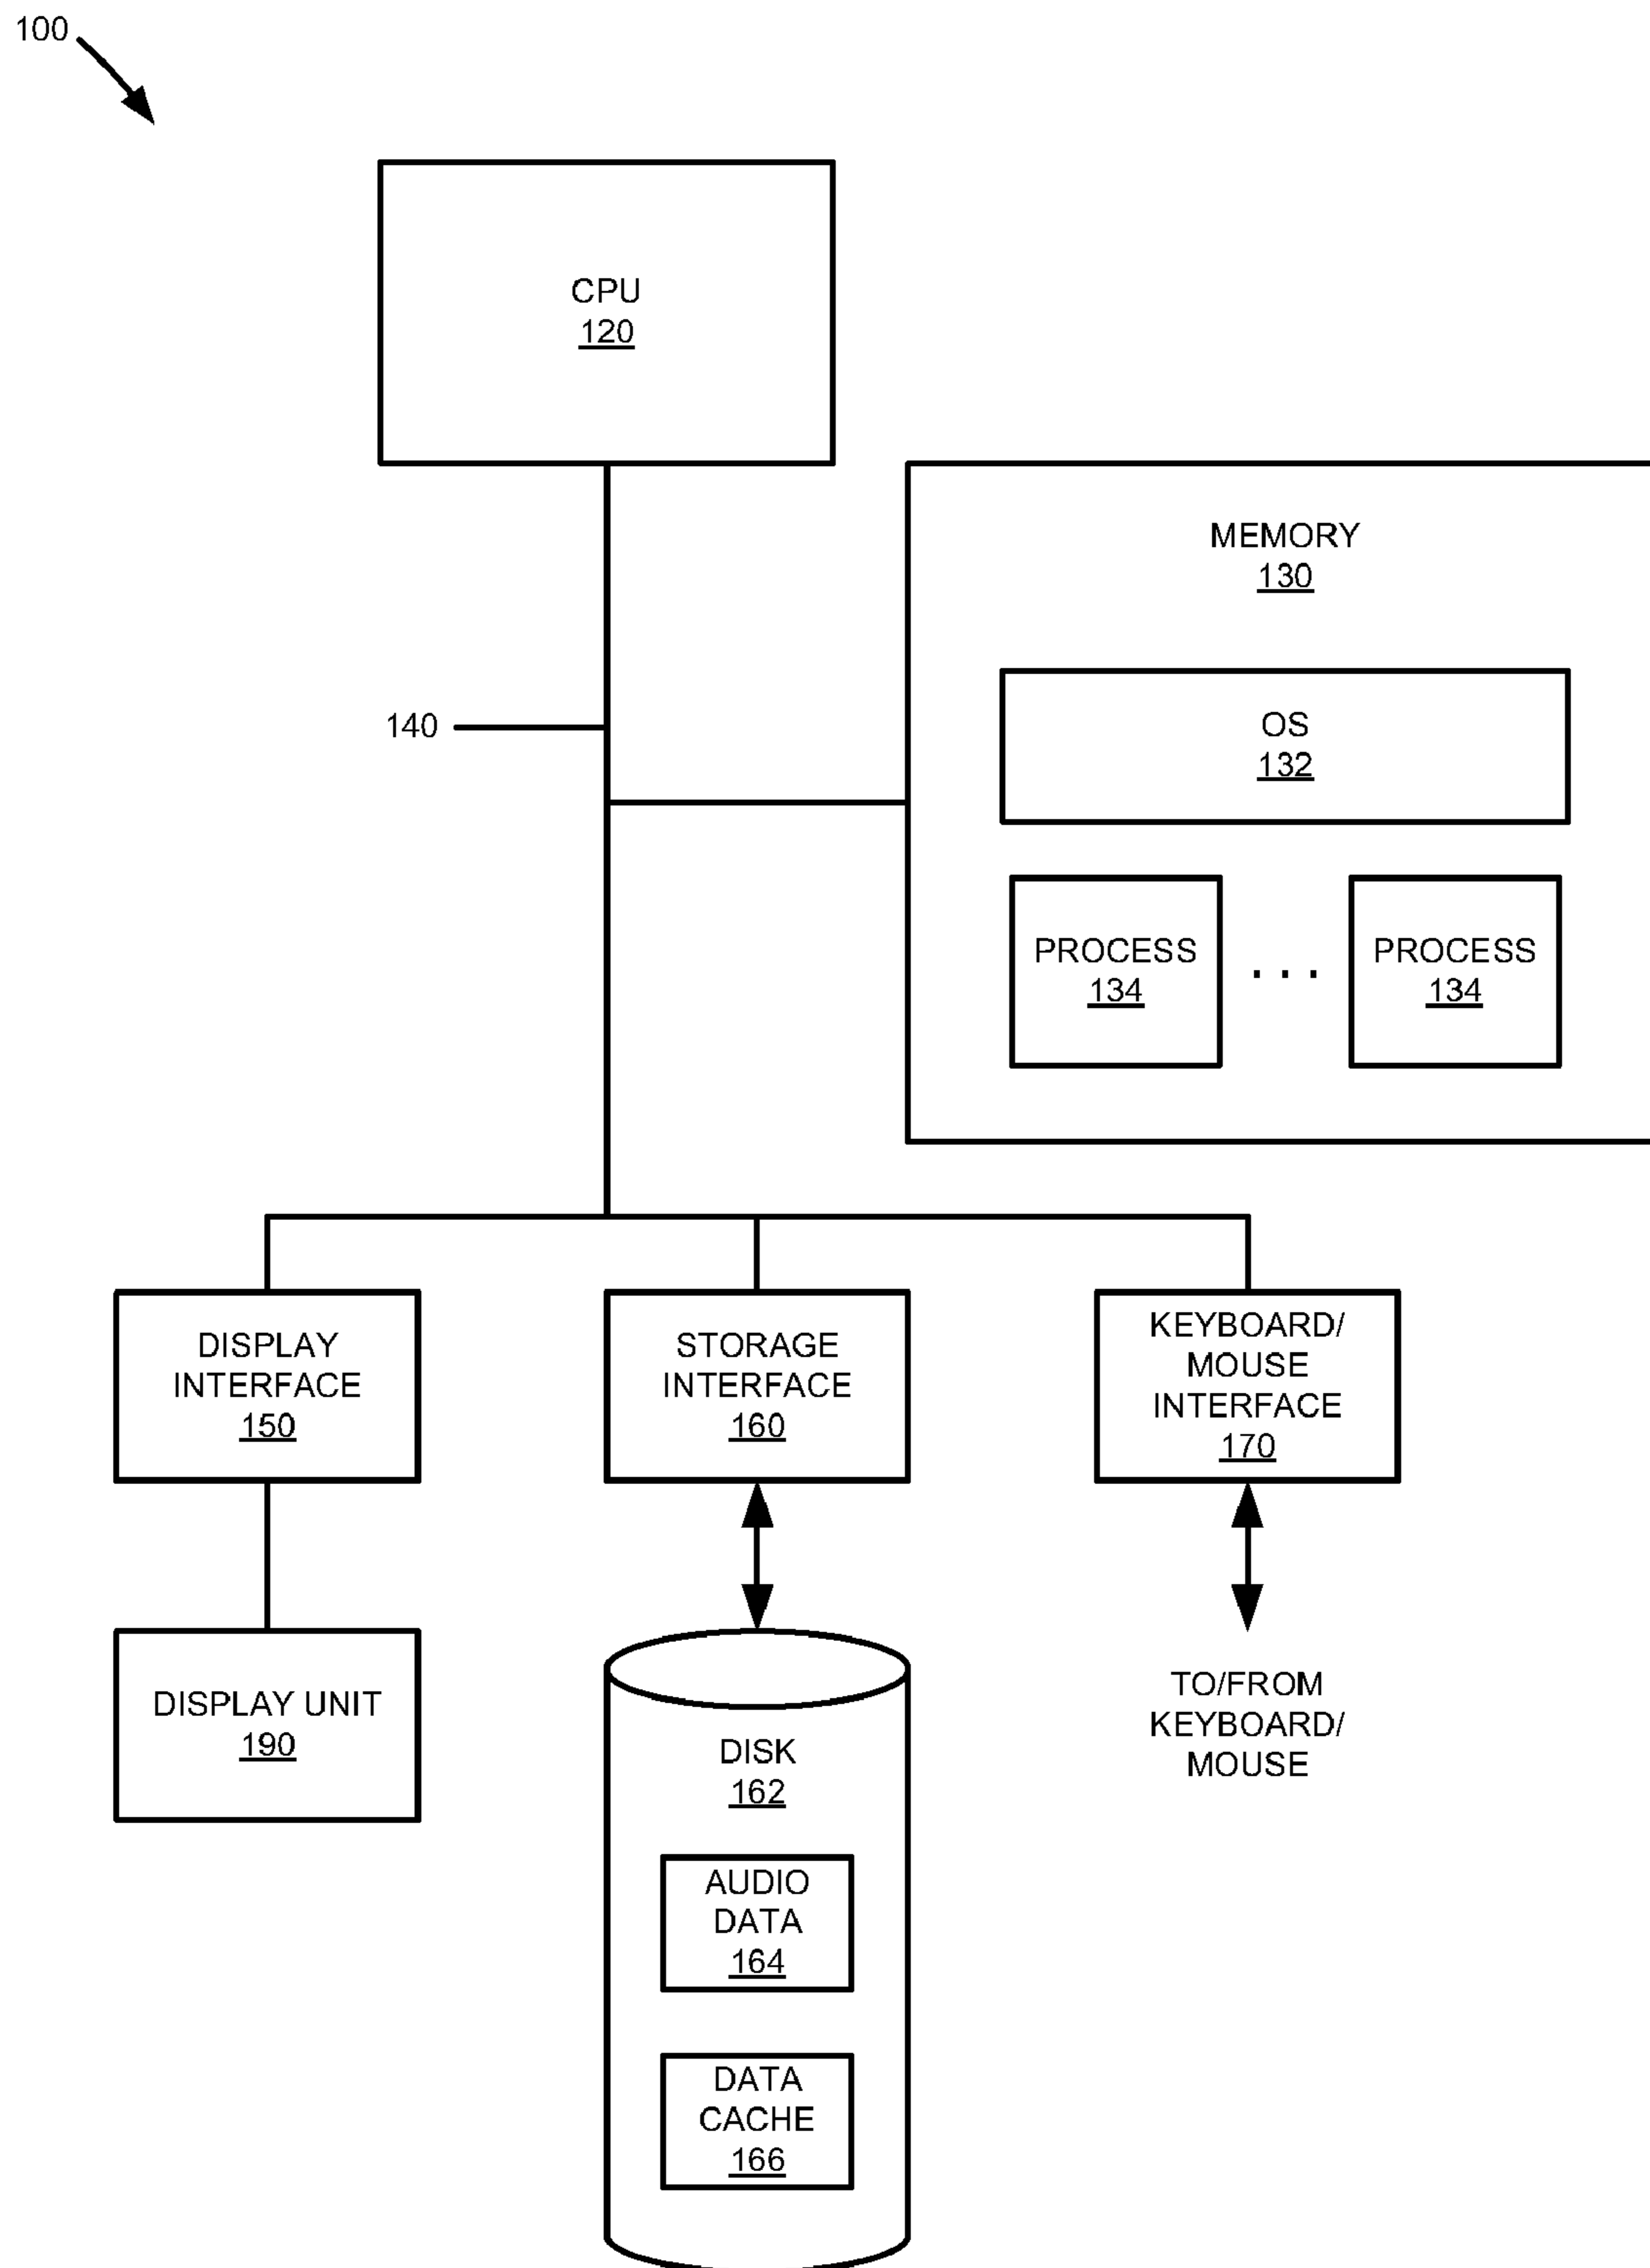 100
CPU
120
MEMORY
130
OS
132
140
PROCESS
134
. . .
PROCESS
134
DISPLAY
INTERFACE
150
STORAGE
INTERFACE
160
KEYBOARD/
MOUSE
INTERFACE
170
DISPLAY UNIT
190
DISK
162
TO/FROM
KEYBOARD/
MOUSE
AUDIO
DATA
164
DATA
CACHE
166